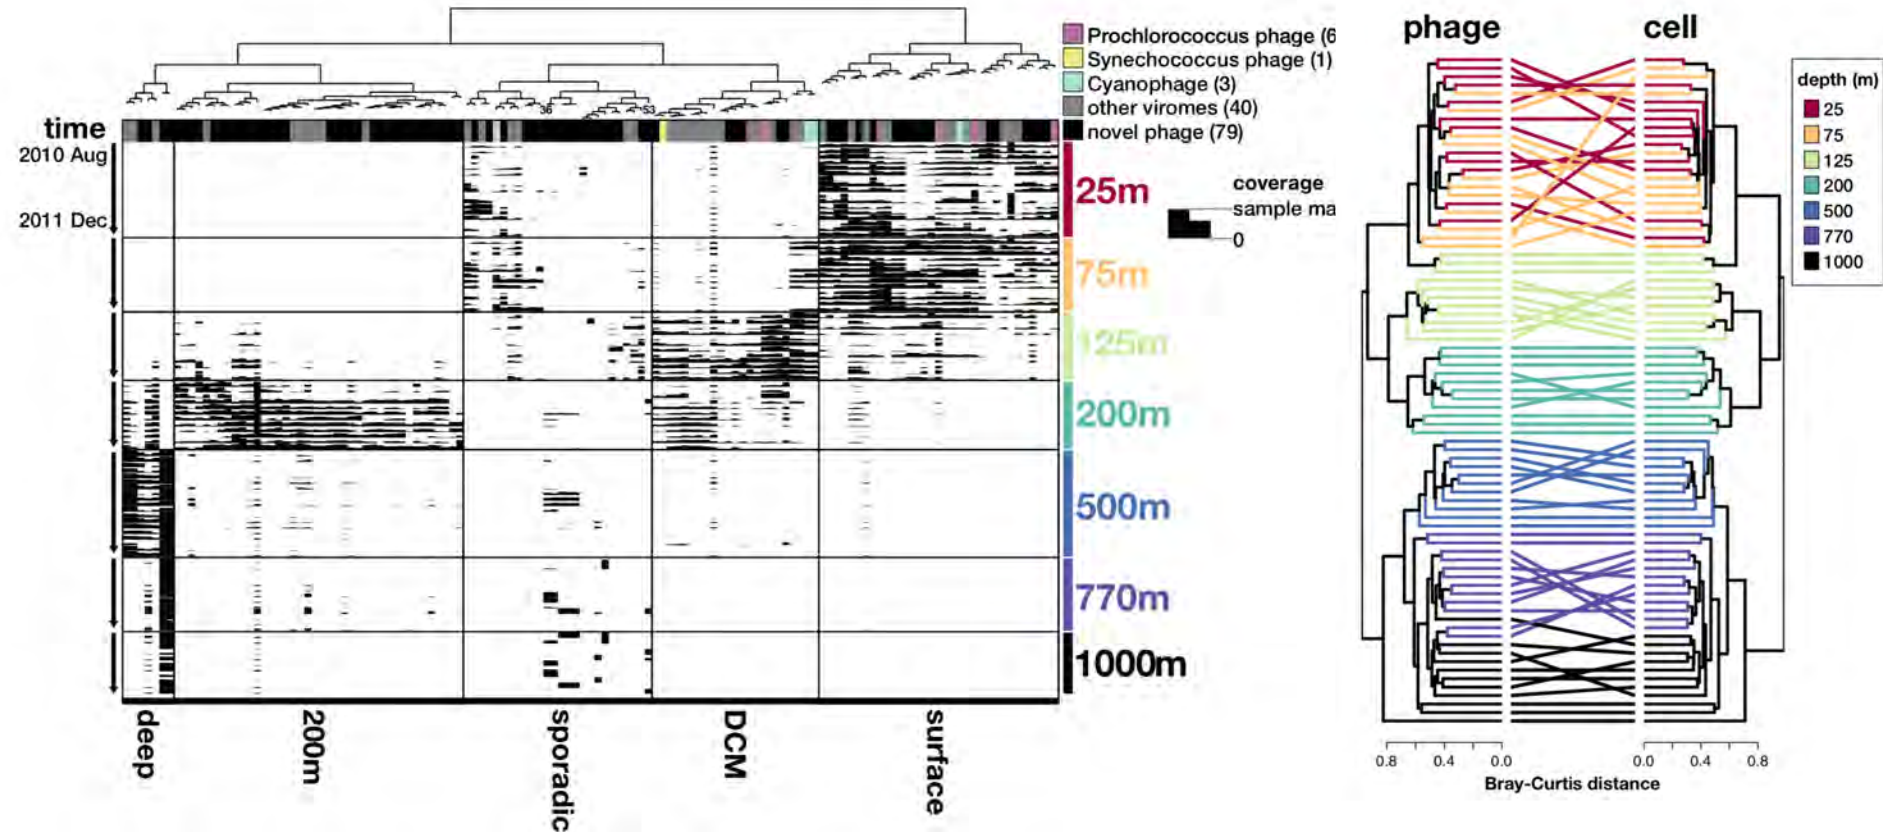 Prochlorococcus phage (6
Synechococcus phage (1)
Cyanophage (3)
other viromes (40)
novel phage (79)
36
53
time
2010 Aug
2011 Dec
25m
75m
125m
200m
500m
770m
1000m
coverage
sample ma
0
deep
200m
sporadic
DCM
surface
phage
cell
depth (m)
25
75
125
200
500
770
1000
0.8 0.4 0.0 0.0 0.4 0.8
Bray-Curtis distance